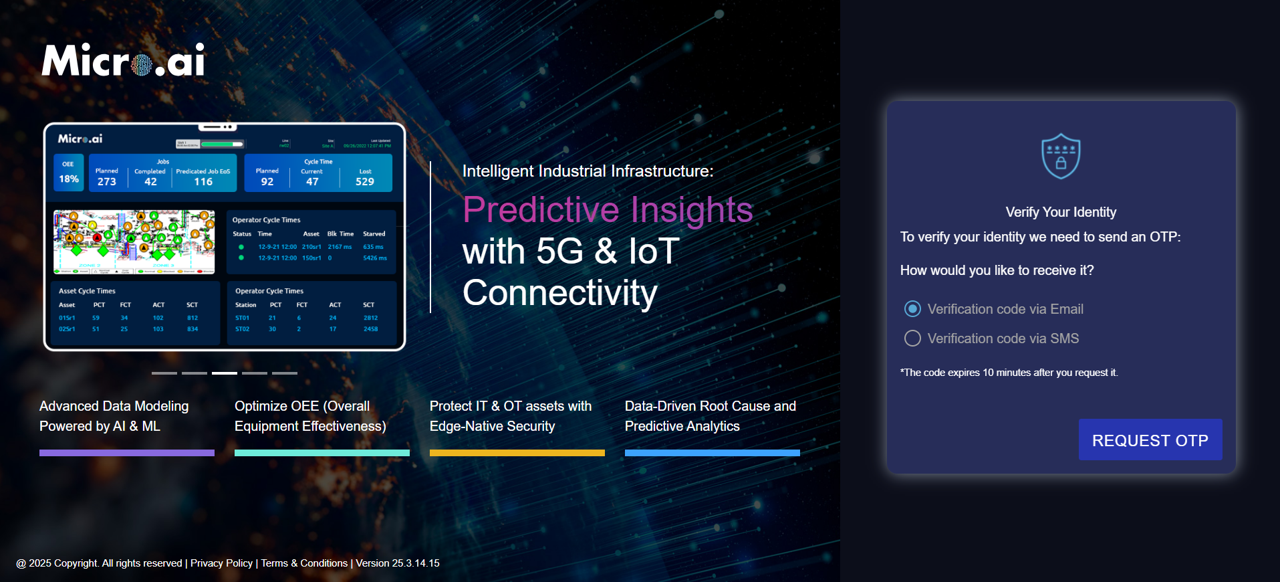 Micro.ai
Micro.ai
OEE
18%
Jobs
Planned Completed Predicated Job EoS
273 42 116
Cycle Time
Planned Current Lost
92 47 529
Operator Cycle Times
Status Time Asset Blk Time Starved
12-9-21 12:00 210sr1 2167 ms 635 ms
12-9-21 12:00 150sr1 0 5426 ms
Asset Cycle Times
Asset PCT FCT ACT SCT
01Sr1 59 34 102 812
02Sr1 51 25 103 834
Operator Cycle Times
Station PCT FCT ACT SCT
ST01 21 6 24 2812
ST02 30 2 17 2458
Intelligent Industrial Infrastructure:
Predictive Insights
with 5G & IoT
Connectivity
Advanced Data Modeling
Powered by AI & ML
Optimize OEE (Overall
Equipment Effectiveness)
Protect IT & OT assets with
Edge-Native Security
Data-Driven Root Cause and
Predictive Analytics
@ 2025 Copyright. All rights reserved | Privacy Policy | Terms & Conditions | Version 25.3.14.15
Verify Your Identity
To verify your identity we need to send an OTP:
How would you like to receive it?
Verification code via Email
Verification code via SMS
*The code expires 10 minutes after you request it.
REQUEST OTP